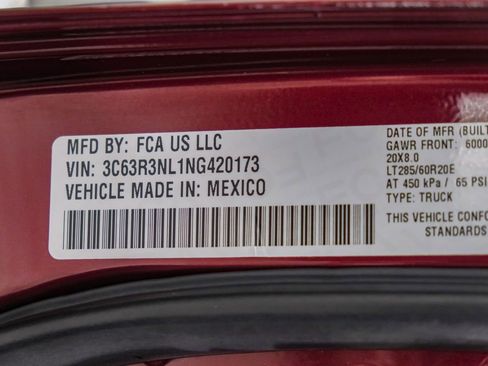 MFD BY: FCA US LLC
VIN: 3C63R3NL1NG420173
VEHICLE MADE IN: MEXICO
DATE OF MFR (BUILT
GAWR FRONT: 6000
20X8.0
LT285/60R20E
AT 450 kPa / 65 PSI
TYPE: TRUCK
THIS VEHICLE CONFO
STANDARDS